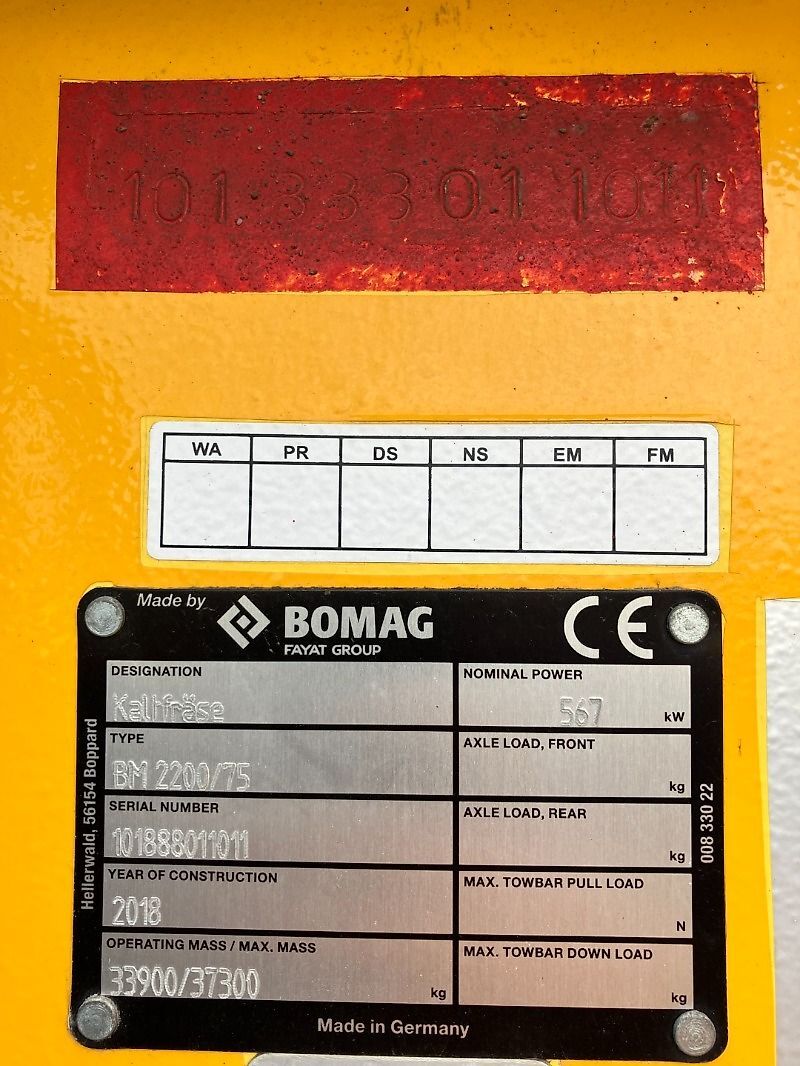 101 333 01 1011
WA PR DS NS EM FM
Made by BOMAG CE
FAYAT GROUP
DESIGNATION NOMINAL POWER
Kaltfräse 567 kW
TYPE AXLE LOAD, FRONT
BM 2200/75 kg
SERIAL NUMBER AXLE LOAD, REAR
101888011011 kg
YEAR OF CONSTRUCTION MAX. TOWBAR PULL LOAD
2018 N
OPERATING MASS / MAX. MASS MAX. TOWBAR DOWN LOAD
33900/37300 kg kg
Made in Germany
Hellerwald, 56154 Boppard
008 330 22